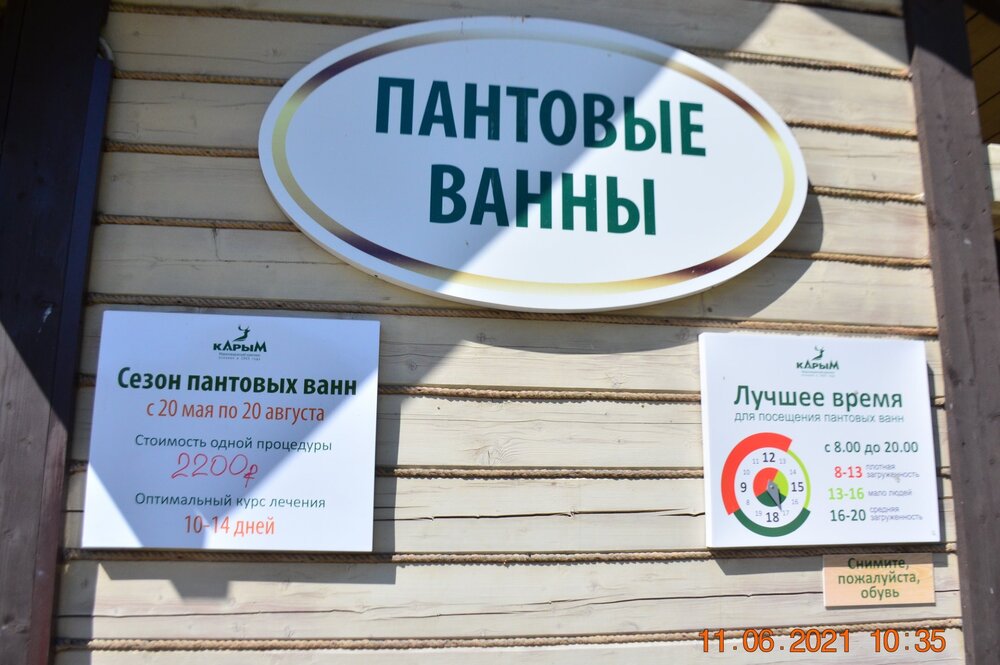 ПАНТОВЫЕ
ВАННЫ
КАРЫМ
Сезон пантовых ванн
с 20 мая по 20 августа
Стоимость одной процедуры
2200₽
Оптимальный курс лечения
10-14 дней
КАРЫМ
Лучшее время
для посещения пантовых ванн
с 8.00 до 20.00
8-13 плотная загруженность
13-16 мало людей
16-20 средняя загруженность
12
9 15
18
Снимите,
пожалуйста,
обувь
11.06.2021 10:35